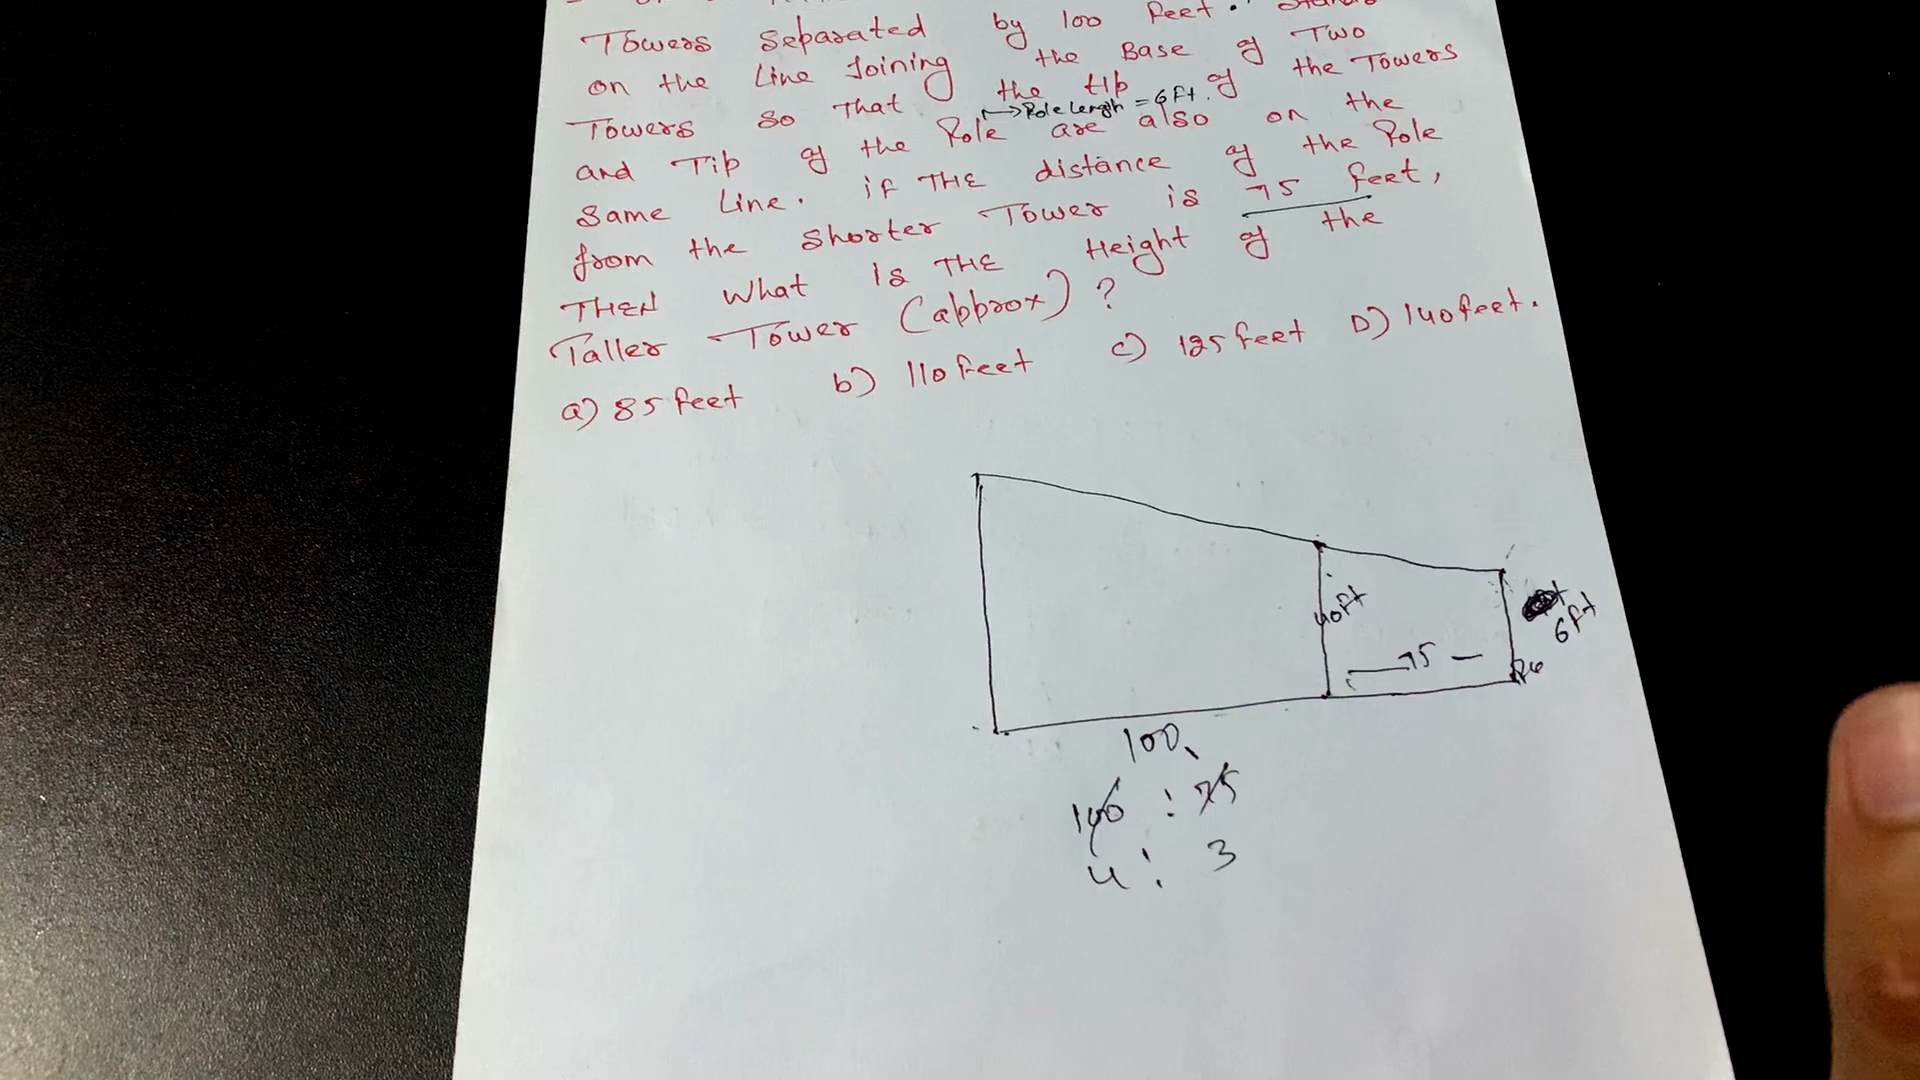 Towers separated by 100 feet.
on the Line Joining the Base of Two
Towers so that the tip of the Towers
→Pole length = 6 Ft.
and Tip of the Pole are also on the
same Line. if THE distance of the Pole
from the shorter Tower is 75 feet,
THEN What is THE Height of the
Taller Tower (approx) ?
a) 85 feet b) 110 feet c) 125 feet D) 140 feet.
40ft
6ft
75
100
100 : 75
4 : 3